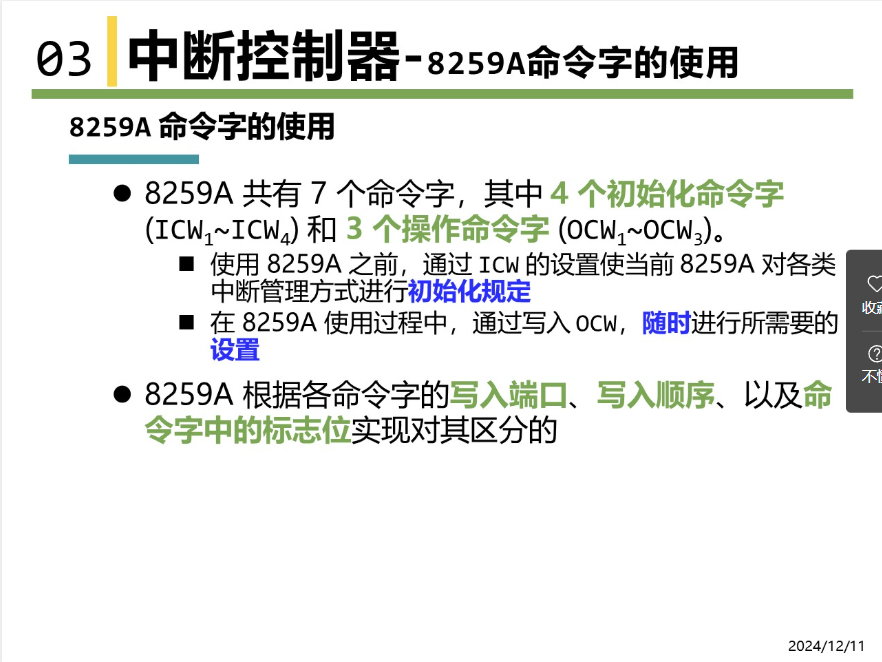 03 中断控制器-8259A命令字的使用
8259A 命令字的使用
● 8259A 共有 7 个命令字，其中 4 个初始化命令字
(ICW1~ICW4) 和 3 个操作命令字 (OCW1~OCW3)。
■ 使用 8259A 之前，通过 ICW 的设置使当前 8259A 对各类
中断管理方式进行初始化规定
■ 在 8259A 使用过程中，通过写入 OCW，随时进行所需要的
设置
● 8259A 根据各命令字的写入端口、写入顺序、以及命
令字中的标志位实现对其区分的
收
不
2024/12/11